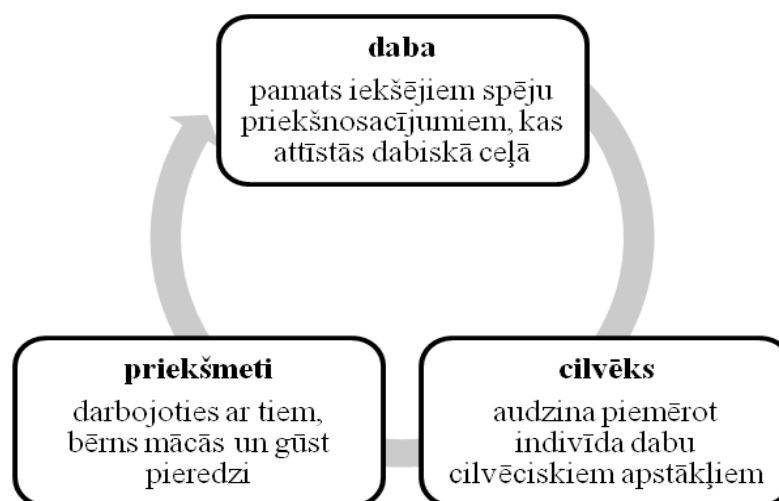 daba
pamats iekšējiem spēju
priekšnosacījumiem, kas
attīstās dabiskā ceļā
priekšmeti
darbojoties ar tiem,
bērns mācās un gūst
pieredzi
cilvēks
audzina piemērot
indivīda dabu
cilvēciskiem apstākļiem